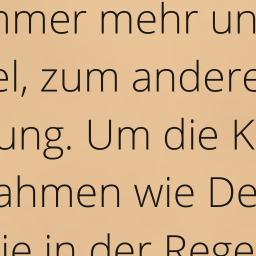 mmer mehr un
el, zum andere
ung. Um die K
ahmen wie De
ie in der Rege